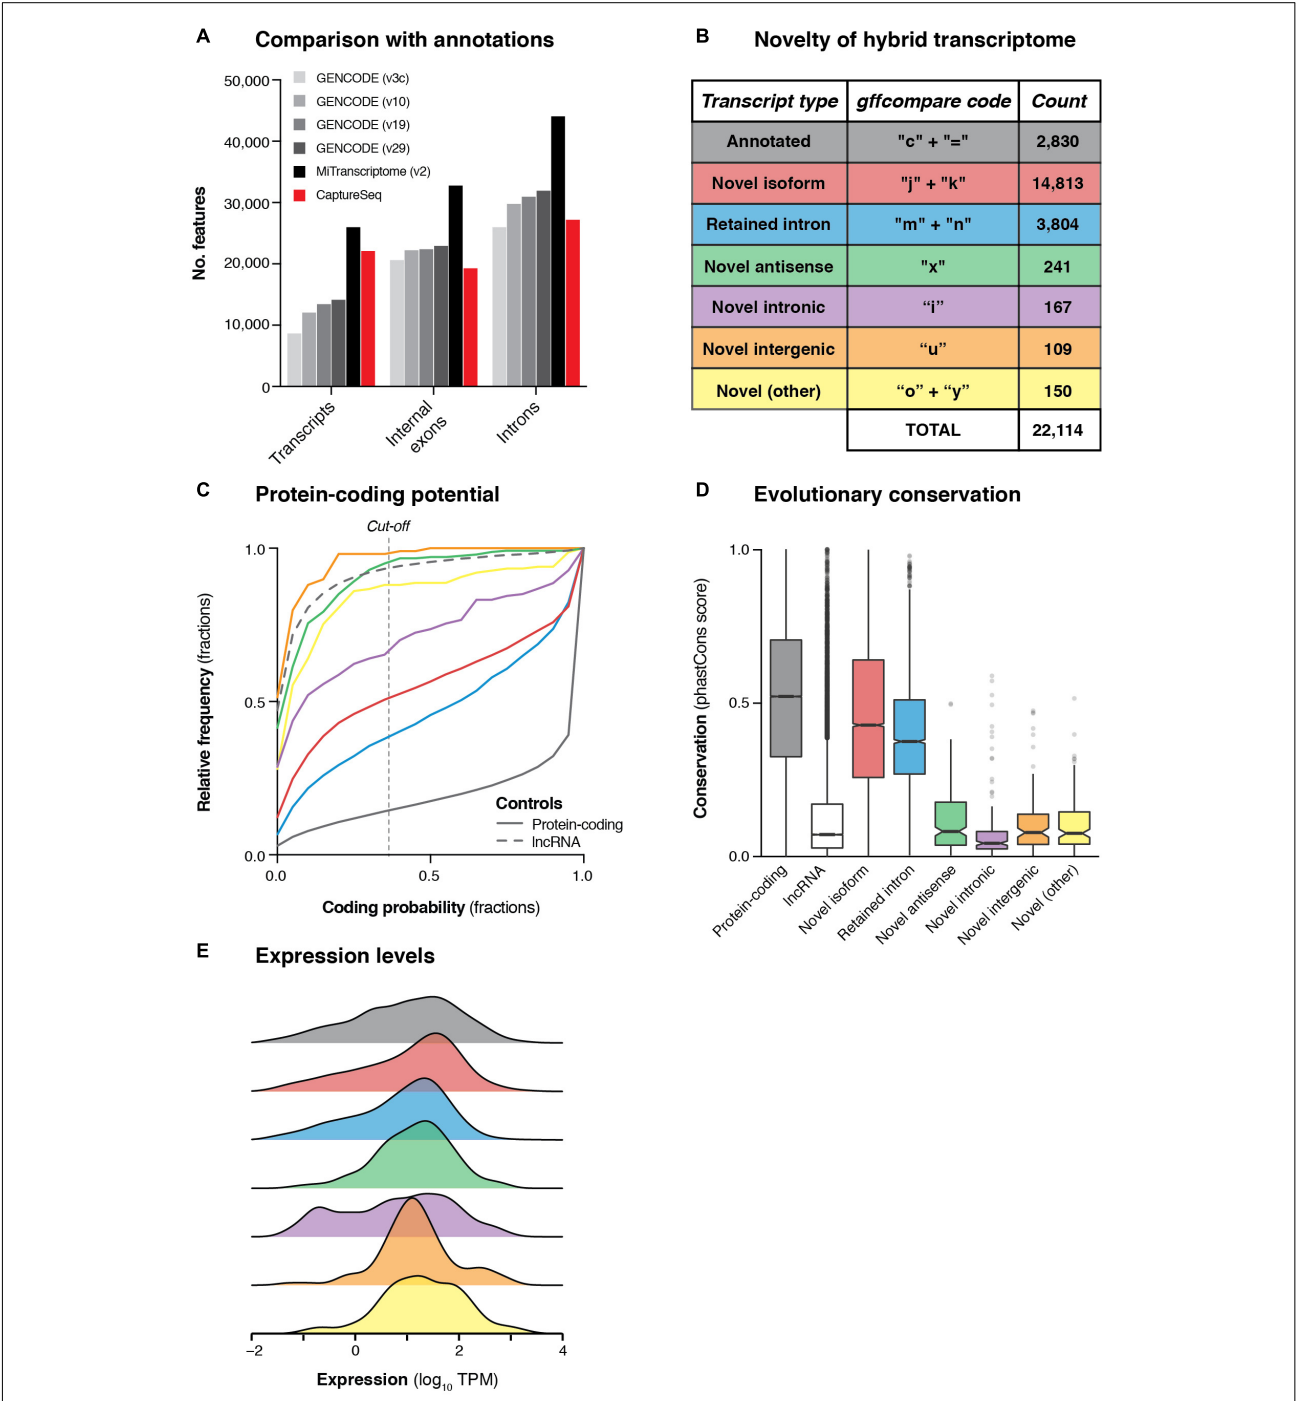 A Comparison with annotations
50,000
40,000
30,000
20,000
10,000
0
No. features
GENCODE (v3c)
GENCODE (v10)
GENCODE (v19)
GENCODE (v29)
MiTranscriptome (v2)
CaptureSeq
Transcripts
Internal
exons
Introns
B Novelty of hybrid transcriptome
Transcript type gffcompare code Count
Annotated "c" + "=" 2,830
Novel isoform "j" + "k" 14,813
Retained intron "m" + "n" 3,804
Novel antisense "x" 241
Novel intronic “i” 167
Novel intergenic “u” 109
Novel (other) “o” + “y” 150
TOTAL 22,114
C Protein-coding potential
Cut-off
1.0
0.5
0.0
Relative frequency (fractions)
Controls
Protein-coding
lncRNA
0.0 0.5 1.0
Coding probability (fractions)
D Evolutionary conservation
1.0
0.5
0.0
Conservation (phastCons score)
Protein-coding
lncRNA
Novel isoform
Retained intron
Novel antisense
Novel intronic
Novel intergenic
Novel (other)
E Expression levels
−2 0 2 4
Expression (log10 TPM)